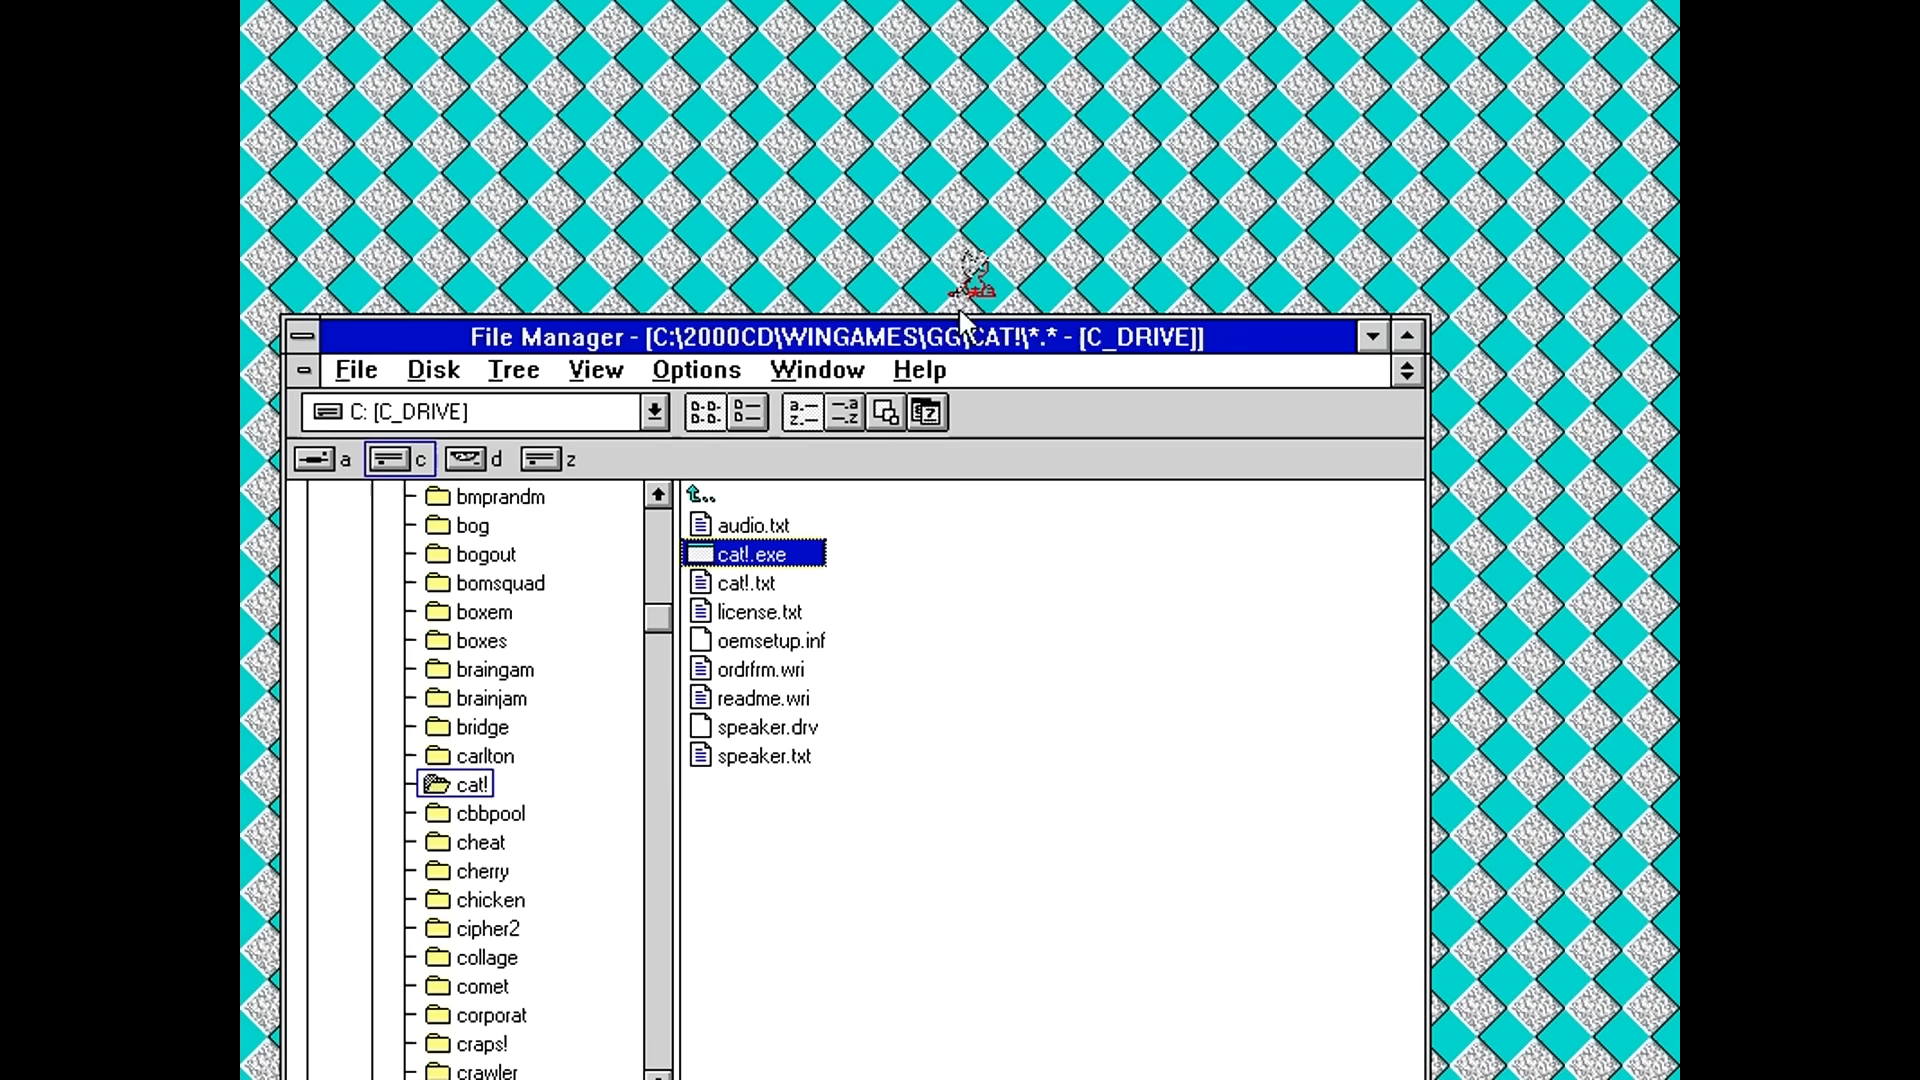 File Manager - [C:\2000CD\WINGAMES\GG\CAT!\*.* - [C_DRIVE]]
File Disk Tree View Options Window Help
C: [C_DRIVE]
a c d z
bmprandm
bog
bogout
bomsquad
boxem
boxes
braingam
brainjam
bridge
carlton
cat!
cbbpool
cheat
cherry
chicken
cipher2
collage
comet
corporat
craps!
crawler
..
audio.txt
cat!.exe
cat!.txt
license.txt
oemsetup.inf
ordrfrm.wri
readme.wri
speaker.drv
speaker.txt